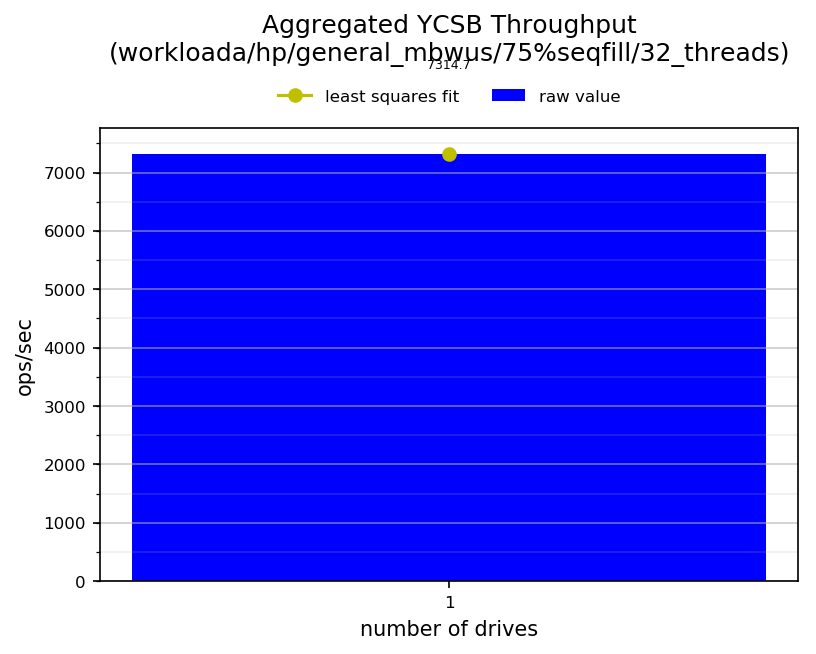 Aggregated YCSB Throughput
(workloada/hp/general_mbwus/75%seqfill/32_threads)
7314.7
least squares fit
raw value
7000
6000
5000
4000
3000
2000
1000
0
ops/sec
1
number of drives